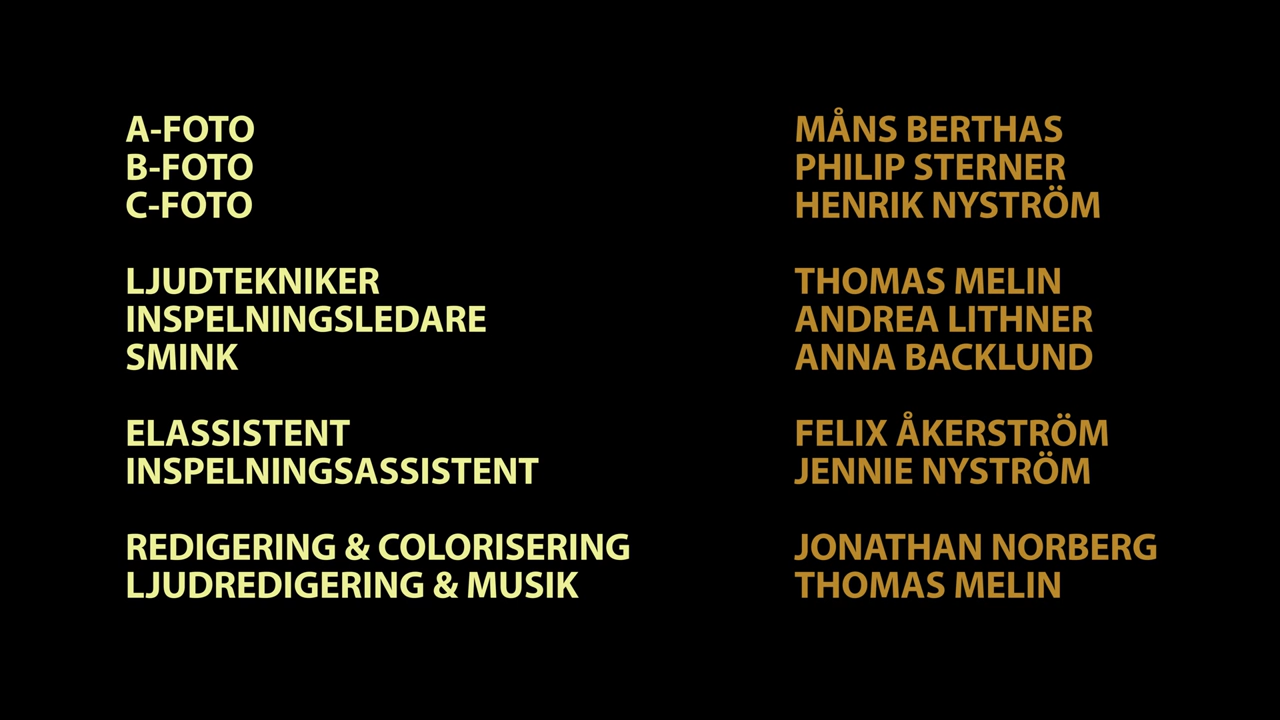 A-FOTO MÅNS BERTHAS
B-FOTO PHILIP STERNER
C-FOTO HENRIK NYSTRÖM
LJUDTEKNIKER THOMAS MELIN
INSPELNINGSLEDARE ANDREA LITHNER
SMINK ANNA BACKLUND
ELASSISTENT FELIX ÅKERSTRÖM
INSPELNINGSASSISTENT JENNIE NYSTRÖM
REDIGERING & COLORISERING JONATHAN NORBERG
LJUDREDIGERING & MUSIK THOMAS MELIN